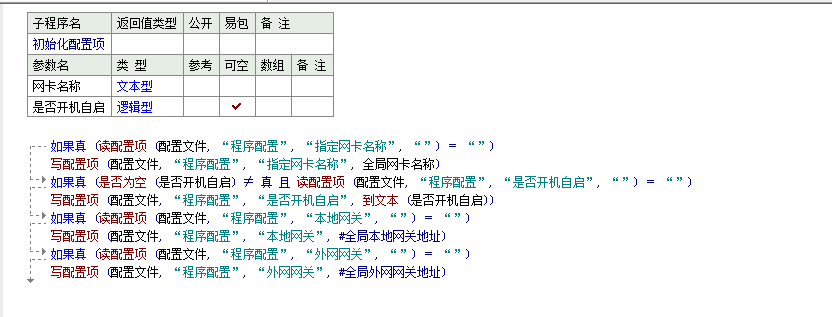 子程序名 返回值类型 公开 易包 备 注
初始化配置项
参数名 类 型 参考 可空 数组 备 注
网卡名称 文本型
是否开机自启 逻辑型 ✓
如果真 (读配置项 (配置文件, “程序配置”, “指定网卡名称”, “”) = “”)
写配置项 (配置文件, “程序配置”, “指定网卡名称”, 全局网卡名称)
如果真 (是否为空 (是否开机自启) ≠ 真 且 读配置项 (配置文件, “程序配置”, “是否开机自启”, “”) = “”)
写配置项 (配置文件, “程序配置”, “是否开机自启”, 到文本 (是否开机自启))
如果真 (读配置项 (配置文件, “程序配置”, “本地网关”, “”) = “”)
写配置项 (配置文件, “程序配置”, “本地网关”, #全局本地网关地址)
如果真 (读配置项 (配置文件, “程序配置”, “外网网关”, “”) = “”)
写配置项 (配置文件, “程序配置”, “外网网关”, #全局外网网关地址)